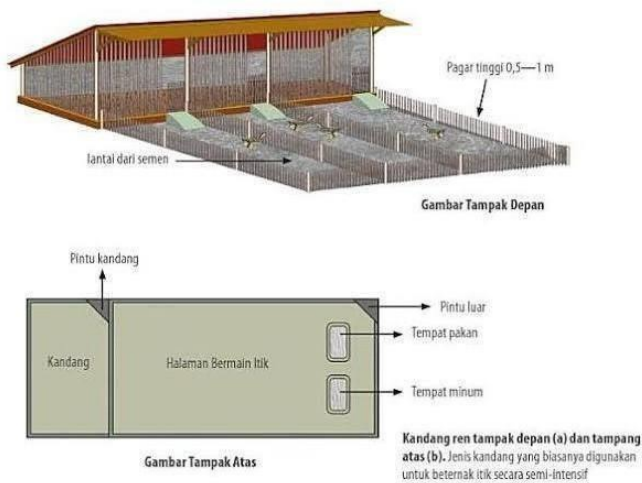 Pagar tinggi 0,5—1 m
lantai dari semen
Gambar Tampak Depan
Pintu kandang
Pintu luar
Tempat pakan
Kandang
Halaman Bermain Itik
Tempat minum
Gambar Tampak Atas
Kandang ren tampak depan (a) dan tampang
atas (b). Jenis kandang yang biasanya digunakan
untuk beternak itik secara semi-intensif